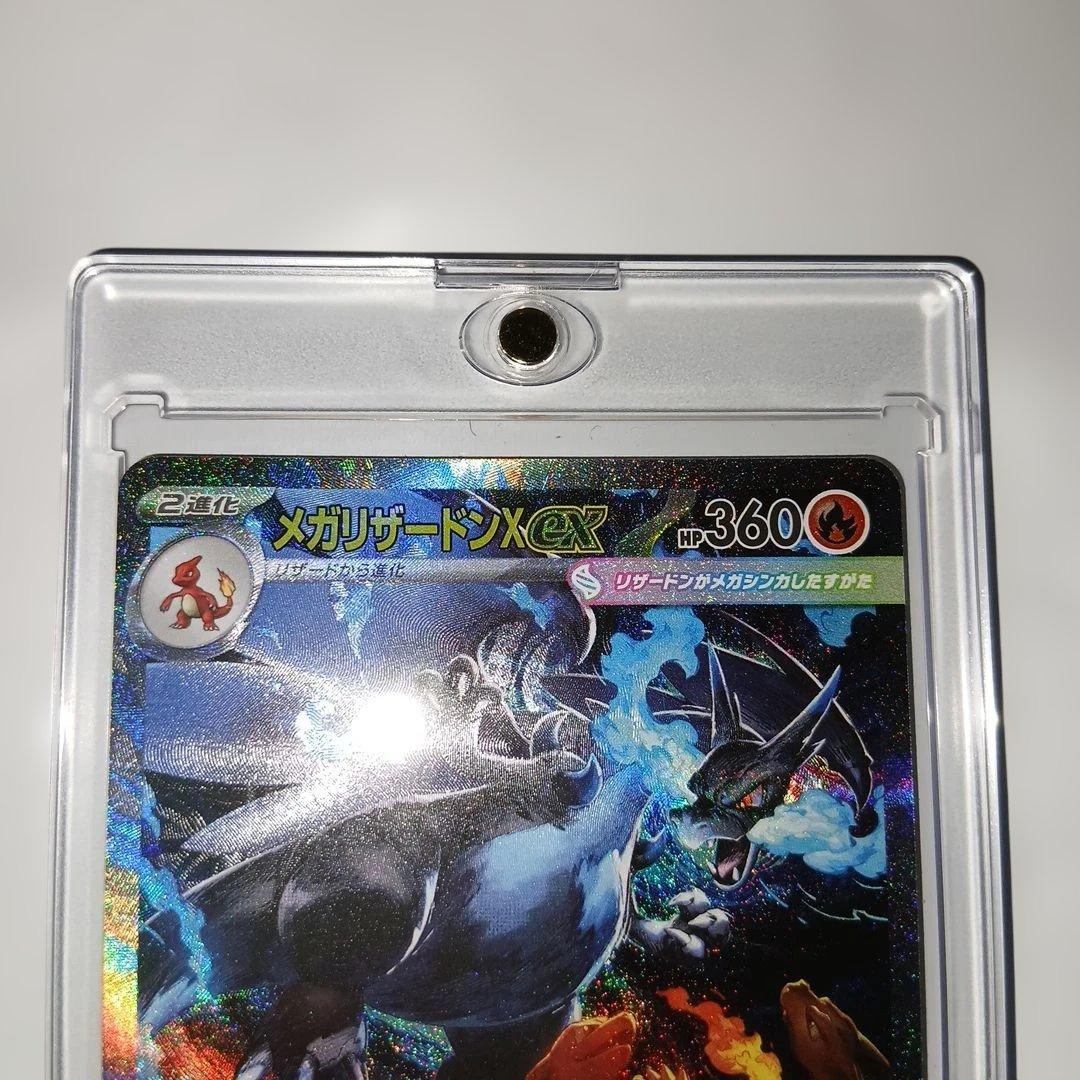 2進化
メガリザードンXex
HP360
リザードから進化
リザードンがメガシンカしたすがた